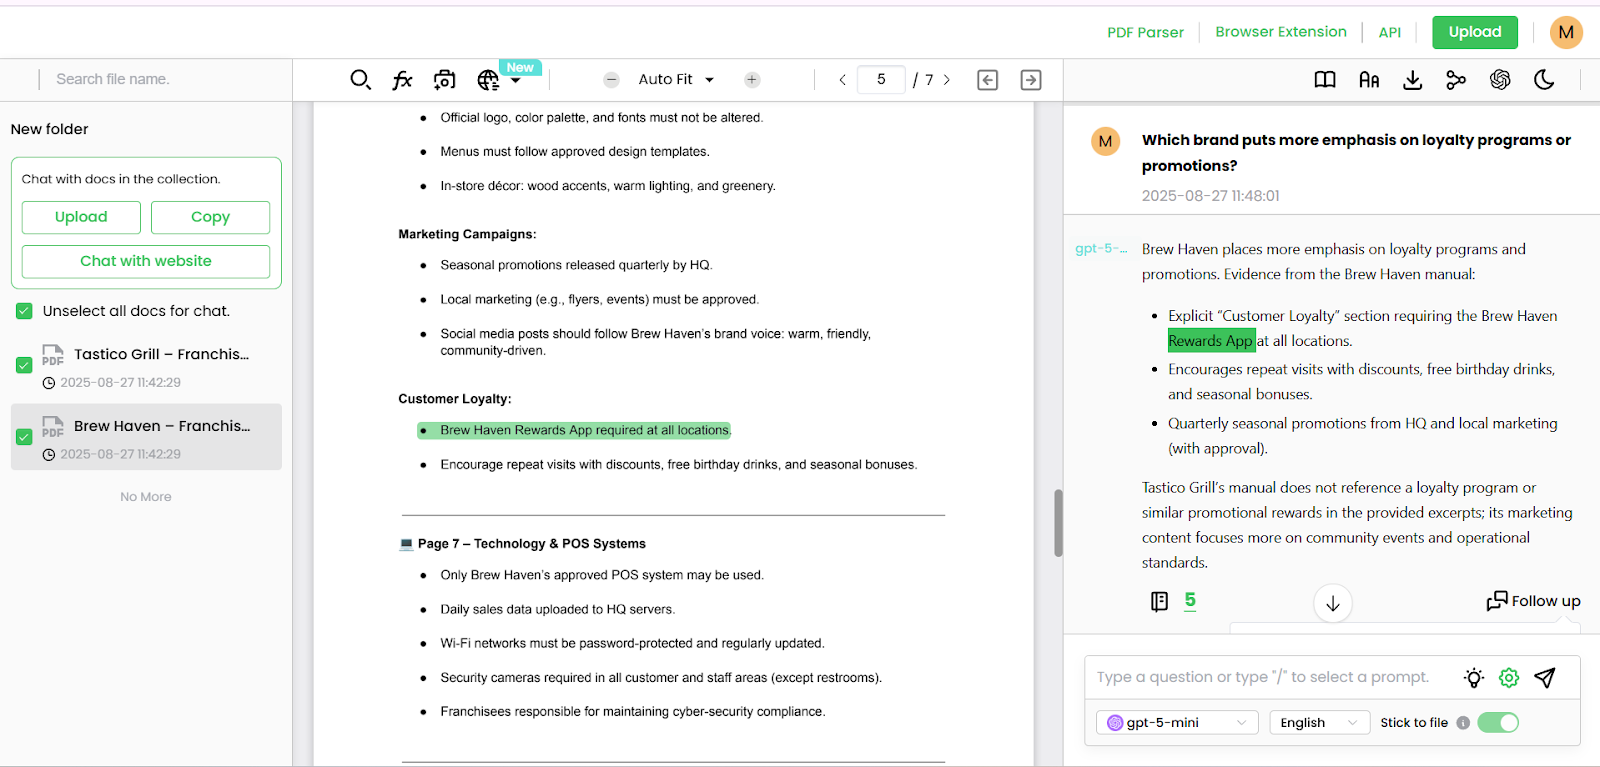 PDF Parser
Browser Extension
API
Upload
M
Search file name.
New folder
Chat with docs in the collection.
Upload
Copy
Chat with website
Unselect all docs for chat.
PDF
Tastico Grill – Franchis...
2025-08-27 11:42:29
PDF
Brew Haven – Franchis...
2025-08-27 11:42:29
No More
fx
New
Auto Fit
5 / 7
• Official logo, color palette, and fonts must not be altered.
• Menus must follow approved design templates.
• In-store décor: wood accents, warm lighting, and greenery.
Marketing Campaigns:
• Seasonal promotions released quarterly by HQ.
• Local marketing (e.g., flyers, events) must be approved.
• Social media posts should follow Brew Haven's brand voice: warm, friendly,
community-driven.
Customer Loyalty:
• Brew Haven Rewards App required at all locations.
• Encourage repeat visits with discounts, free birthday drinks, and seasonal bonuses.
💻 Page 7 – Technology & POS Systems
• Only Brew Haven's approved POS system may be used.
• Daily sales data uploaded to HQ servers.
• Wi-Fi networks must be password-protected and regularly updated.
• Security cameras required in all customer and staff areas (except restrooms).
• Franchisees responsible for maintaining cyber-security compliance.
AA
M
Which brand puts more emphasis on loyalty programs or
promotions?
2025-08-27 11:48:01
gpt-5-...
Brew Haven places more emphasis on loyalty programs and
promotions. Evidence from the Brew Haven manual:
• Explicit “Customer Loyalty” section requiring the Brew Haven
Rewards App at all locations.
• Encourages repeat visits with discounts, free birthday drinks,
and seasonal bonuses.
• Quarterly seasonal promotions from HQ and local marketing
(with approval).
Tastico Grill's manual does not reference a loyalty program or
similar promotional rewards in the provided excerpts; its marketing
content focuses more on community events and operational
standards.
5
Follow up
Type a question or type "/" to select a prompt.
gpt-5-mini
English
Stick to file